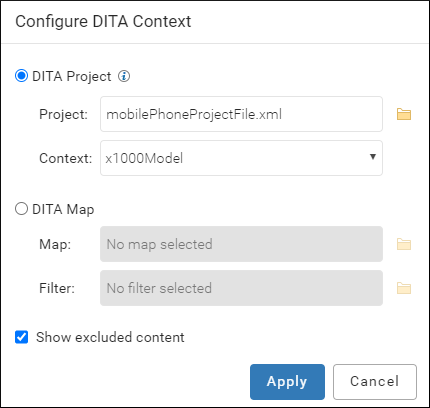 Configure DITA Context
DITA Project
Project: mobilePhoneProjectFile.xml
Context: x1000Model
DITA Map
Map: No map selected
Filter: No filter selected
Show excluded content
Apply Cancel